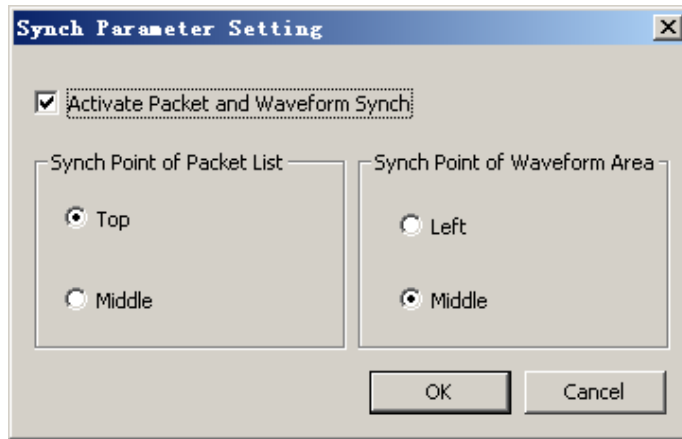 Synch Parameter Setting
Activate Packet and Waveform Synch
Synch Point of Packet List
Top
Middle
Synch Point of Waveform Area
Left
Middle
OK
Cancel